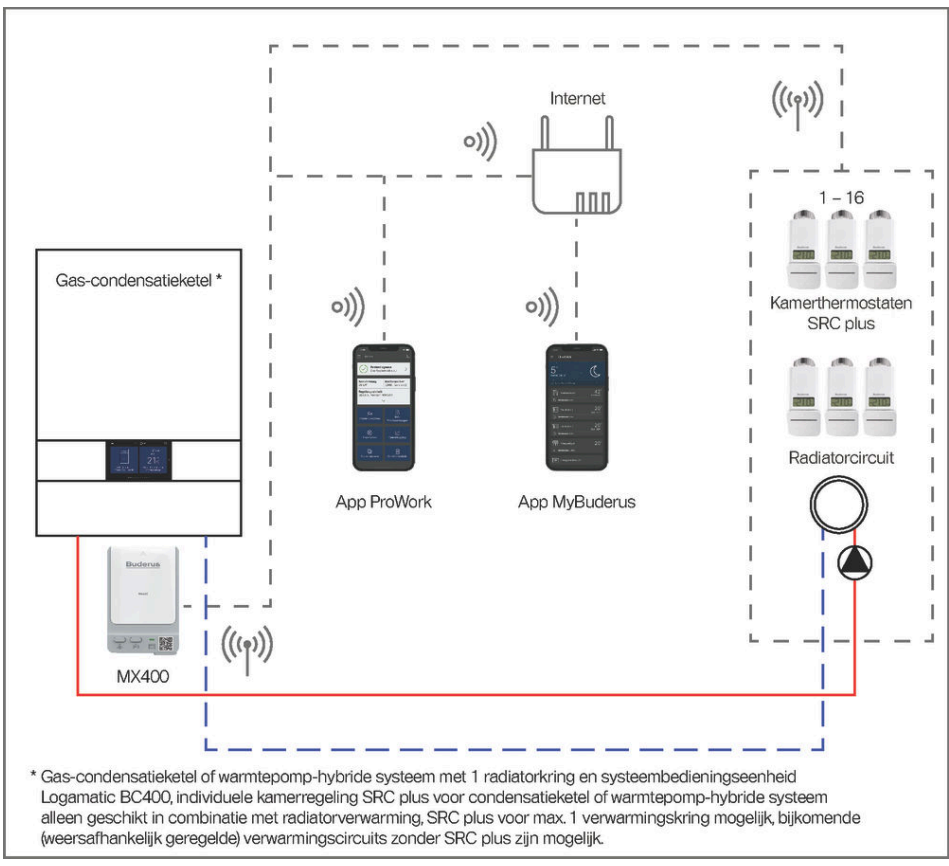 Internet
1 – 16
Gas-condensatieketel *
Kamerthermostaten
SRC plus
Radiatorcircuit
App ProWork
App MyBuderus
Buderus
MX400
* Gas-condensatieketel of warmtepomp-hybride systeem met 1 radiatorkring en systeembedieningseenheid
Logamatic BC400, individuele kamerregeling SRC plus voor condensatieketel of warmtepomp-hybride systeem
alleen geschikt in combinatie met radiatorverwarming, SRC plus voor max. 1 verwarmingskring mogelijk, bijkomende
(weersafhankelijk geregelde) verwarmingscircuits zonder SRC plus zijn mogelijk.